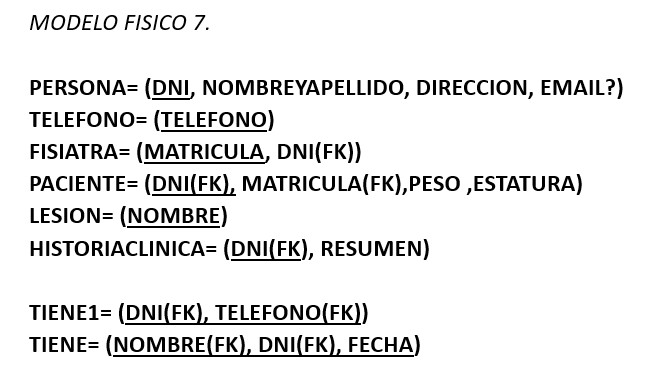 MODELO FISICO 7.
PERSONA= (DNI, NOMBREYAPELLIDO, DIRECCION, EMAIL?)
TELEFONO= (TELEFONO)
FISIATRA= (MATRICULA, DNI(FK))
PACIENTE= (DNI(FK), MATRICULA(FK),PESO ,ESTATURA)
LESION= (NOMBRE)
HISTORIACLINICA= (DNI(FK), RESUMEN)
TIENE1= (DNI(FK), TELEFONO(FK))
TIENE= (NOMBRE(FK), DNI(FK), FECHA)